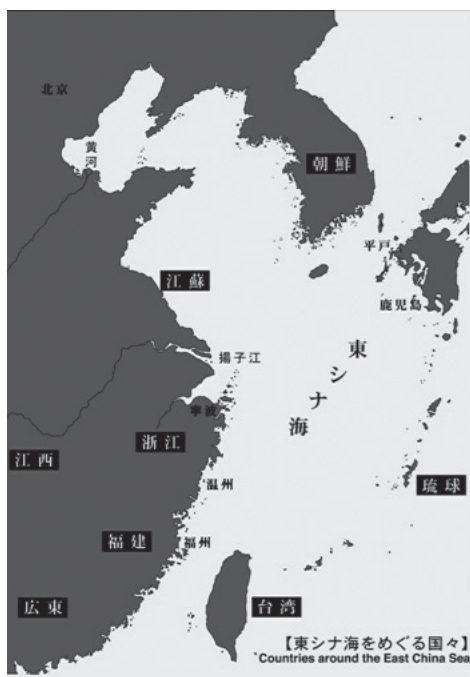 北京
黄河
朝鮮
平戸
鹿児島
江蘇
東シナ海
揚子江
寧波
浙江
江西
温州
琉球
福建
福州
広東
台湾
【東シナ海をめぐる国々】
Countries around the East China Sea